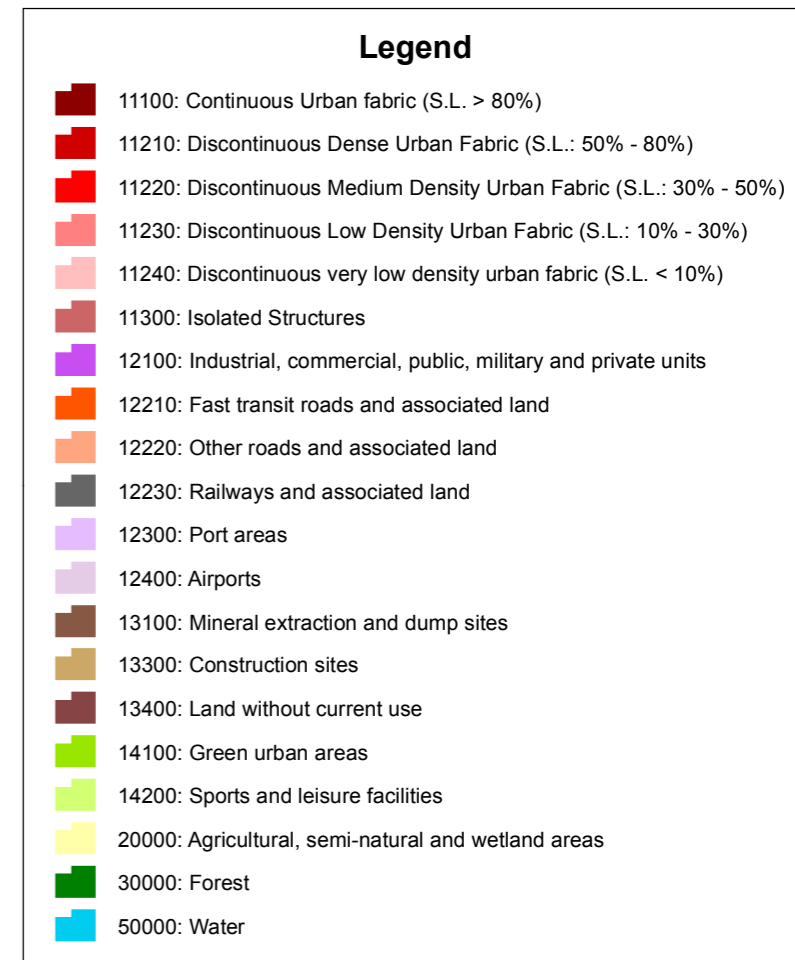 Legend
11100: Continuous Urban fabric (S.L. > 80%)
11210: Discontinuous Dense Urban Fabric (S.L.: 50% - 80%)
11220: Discontinuous Medium Density Urban Fabric (S.L.: 30% - 50%)
11230: Discontinuous Low Density Urban Fabric (S.L.: 10% - 30%)
11240: Discontinuous very low density urban fabric (S.L. < 10%)
11300: Isolated Structures
12100: Industrial, commercial, public, military and private units
12210: Fast transit roads and associated land
12220: Other roads and associated land
12230: Railways and associated land
12300: Port areas
12400: Airports
13100: Mineral extraction and dump sites
13300: Construction sites
13400: Land without current use
14100: Green urban areas
14200: Sports and leisure facilities
20000: Agricultural, semi-natural and wetland areas
30000: Forest
50000: Water